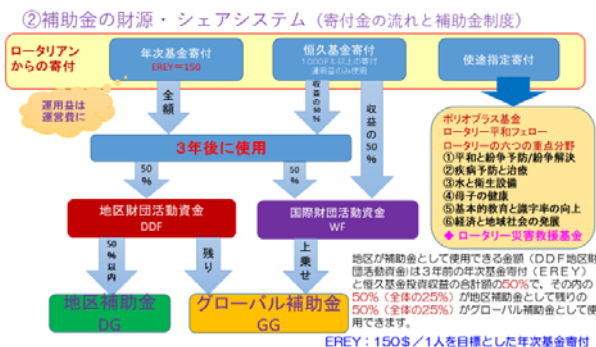 ②補助金の財源・シェアシステム（寄付金の流れと補助金制度）
ロータリアン
からの寄付
年次基金寄付
EREY＝150
恒久基金寄付
1000ドル以上の寄付
運用益のみ使用
使途指定寄付
運用益は
運営費に
全額
収益の50%
収益の50%
ポリオプラス基金
ロータリー平和フェロー
ロータリーの六つの重点分野
①平和と紛争予防/紛争解決
②疾病予防と治療
③水と衛生設備
④母子の健康
⑤基本的教育と識字率の向上
⑥経済と地域社会の発展
◆ロータリー災害救援基金
3年後に使用
50%
50%
地区財団活動資金
DDF
国際財団活動資金
WF
50%以内
残り
上乗せ
地区補助金
DG
グローバル補助金
GG
地区が補助金として使用できる金額（DDF地区財
団活動資金)は３年前の年次基金寄付（EREY）
と恒久基金投資収益の合計額の50%で、その内の
50%（全体の25%）が地区補助金として残りの
50%（全体の25%）がグローバル補助金として使
用できます。
EREY：150＄／1人を目標とした年次基金寄付